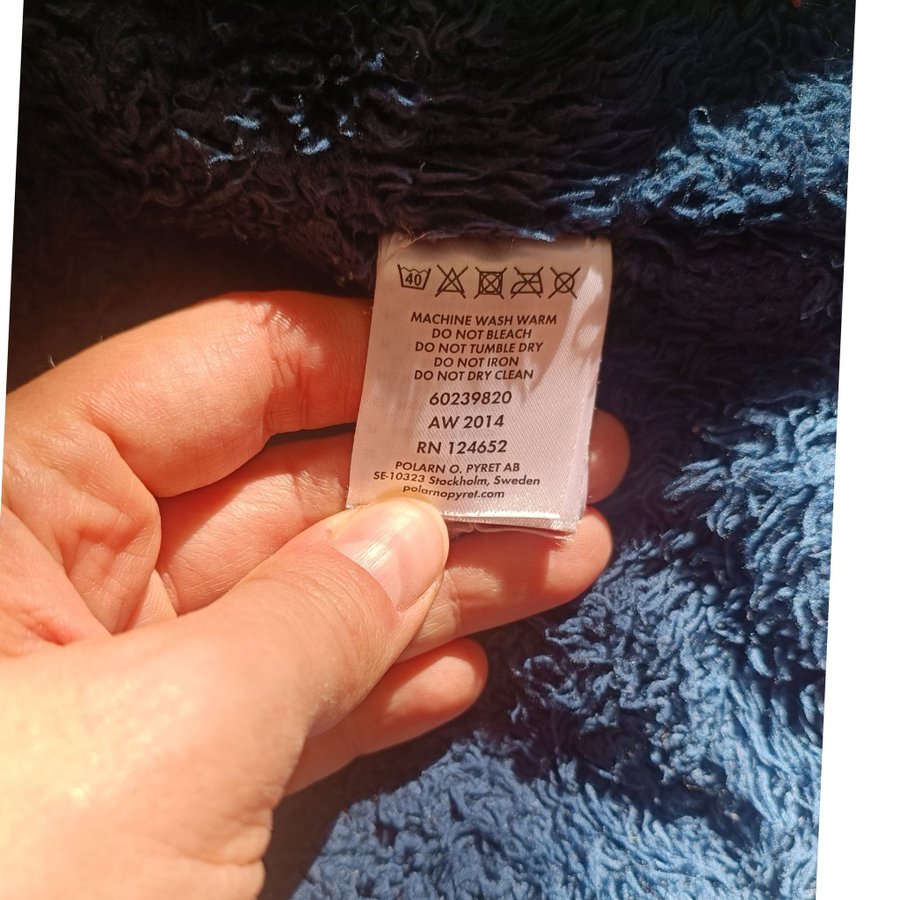 40
MACHINE WASH WARM
DO NOT BLEACH
DO NOT TUMBLE DRY
DO NOT IRON
DO NOT DRY CLEAN
60239820
AW 2014
RN 124652
POLARN O. PYRET AB
SE-10323 Stockholm, Sweden
polarnopyret.com